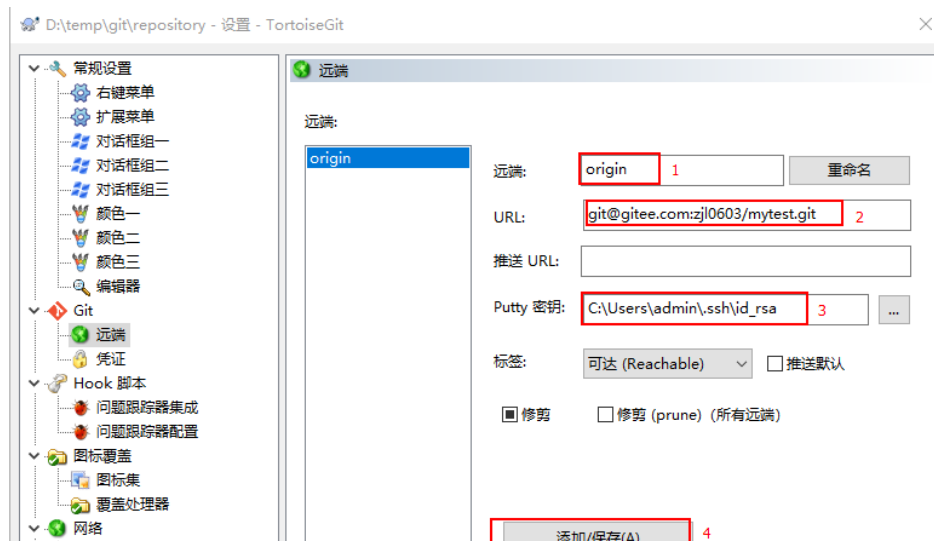 D:\temp\git\repository - 设置 - TortoiseGit
常规设置
右键菜单
扩展菜单
对话框组一
对话框组二
对话框组三
颜色一
颜色二
颜色三
编辑器
Git
远端
凭证
Hook 脚本
问题跟踪器集成
问题跟踪器配置
图标覆盖
图标集
覆盖处理器
网络
远端
远端:
origin
远端: origin 1 重命名
URL: git@gitee.com:zjl0603/mytest.git 2
推送 URL:
Putty 密钥: C:\Users\admin\.ssh\id_rsa 3 ...
标签: 可达 (Reachable) 推送默认
修剪 修剪 (prune) (所有远端)
添加/保存(A) 4